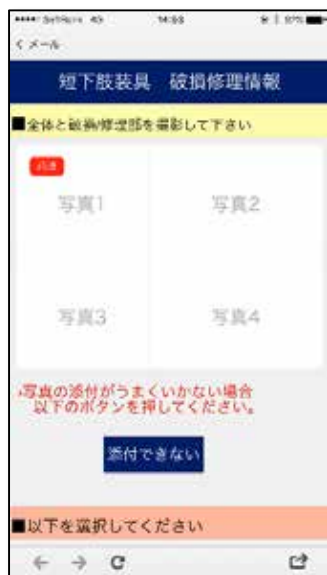 SoftBank 4G 14:53 97%
< メール
短下肢装具 破損修理情報
■全体と破損/修理部を撮影して下さい
写真1 写真2
写真3 写真4
写真の添付がうまくいかない場合
以下のボタンを押してください。
添付できない
■以下を選択してください